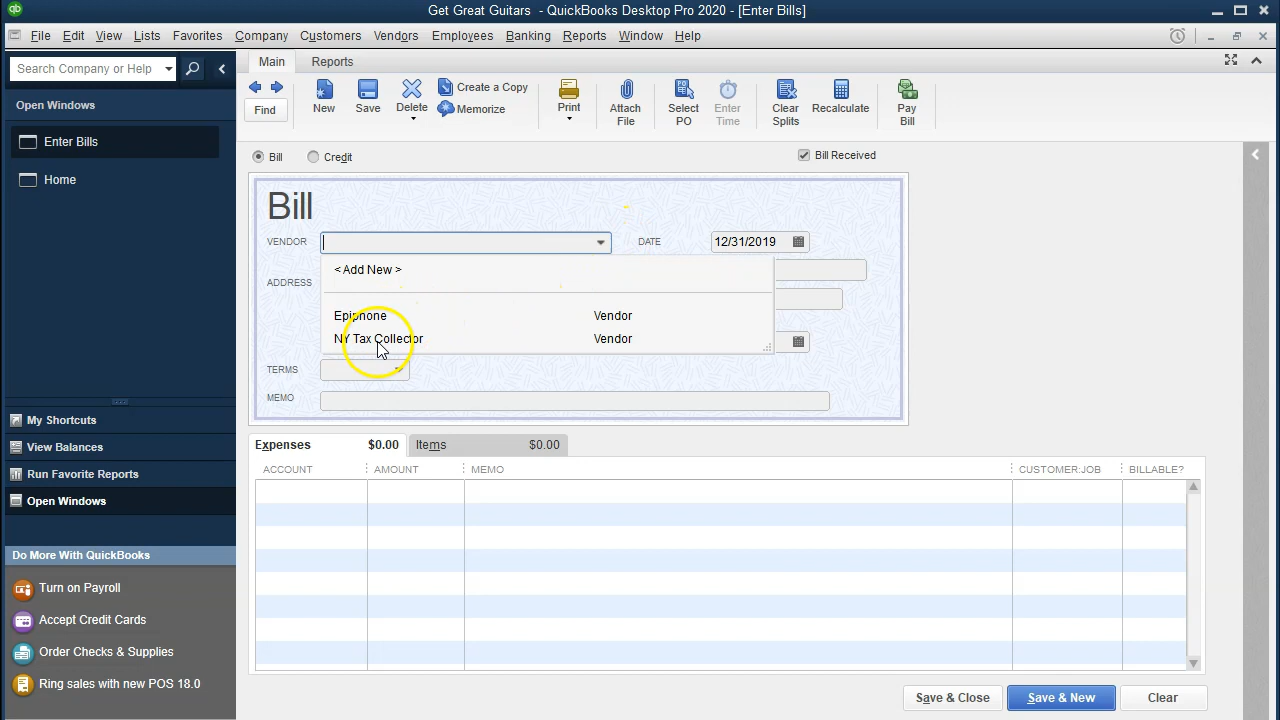 qb
Get Great Guitars - QuickBooks Desktop Pro 2020 - [Enter Bills]
File Edit View Lists Favorites Company Customers Vendors Employees Banking Reports Window Help
Search Company or Help
Main Reports
Open Windows
Find
New
Save
Delete
Create a Copy
Memorize
Print
Attach
File
Select
PO
Enter
Time
Clear
Splits
Recalculate
Pay
Bill
Enter Bills
Home
Bill Credit Bill Received
Bill
VENDOR
DATE 12/31/2019
< Add New >
ADDRESS
Epiphone Vendor
NY Tax Collector Vendor
TERMS
MEMO
My Shortcuts
View Balances
Run Favorite Reports
Open Windows
Expenses $0.00 Items $0.00
ACCOUNT AMOUNT MEMO CUSTOMER:JOB BILLABLE?
Do More With QuickBooks
Turn on Payroll
Accept Credit Cards
Order Checks & Supplies
Ring sales with new POS 18.0
Save & Close Save & New Clear